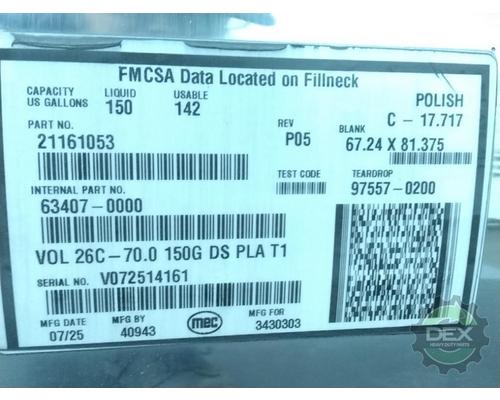 FMCSA Data Located on Fillneck
CAPACITY US GALLONS LIQUID 150 USABLE 142
POLISH
C - 17.717
PART NO.
21161053
REV
P05
BLANK
67.24 X 81.375
INTERNAL PART NO.
63407-0000
TEST CODE
TEARDROP
97557-0200
VOL 26C-70.0 150G DS PLA T1
SERIAL NO. V072514161
MFG DATE 07/25
MFG BY 40943
mec
MFG FOR 3430303
DEX
HEAVY DUTY PARTS